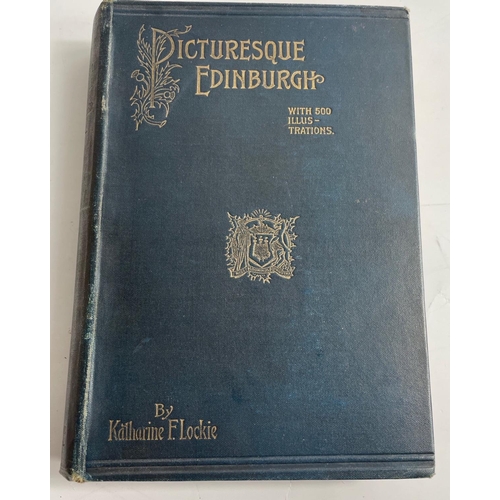 PICTURESQUE
EDINBURGH
WITH 500
ILLUS-
TRATIONS.
By
Katharine F. Lockie